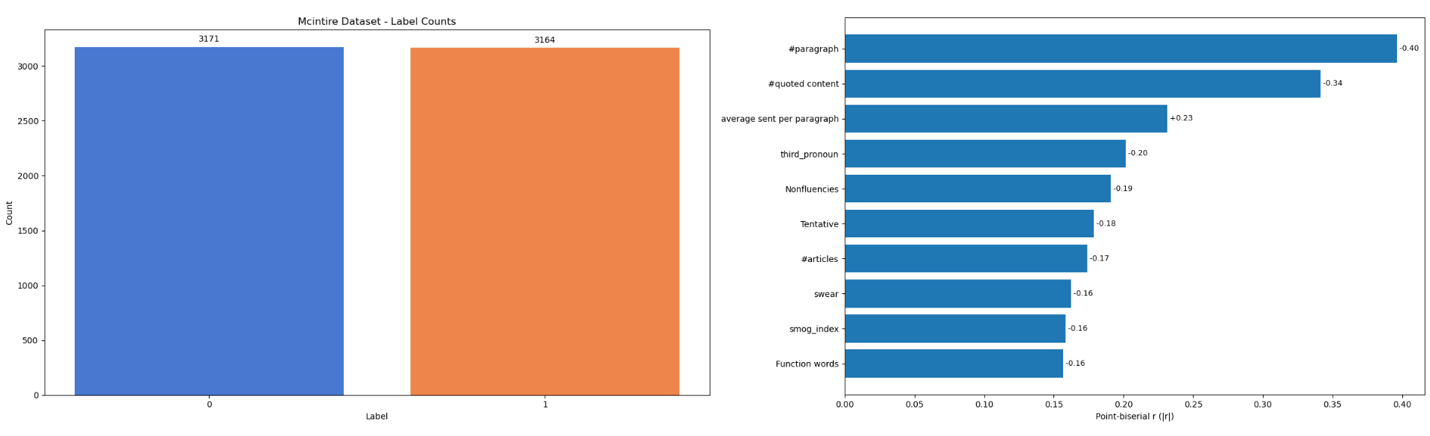 Mcintire Dataset - Label Counts
3171
3164
3000
2500
2000
1500
1000
500
0
Count
0
1
Label
#paragraph
-0.40
#quoted content
-0.34
average sent per paragraph
+0.23
third_pronoun
-0.20
Nonfluencies
-0.19
Tentative
-0.18
#articles
-0.17
swear
-0.16
smog_index
-0.16
Function words
-0.16
0.00 0.05 0.10 0.15 0.20 0.25 0.30 0.35 0.40
Point-biserial r (|r|)